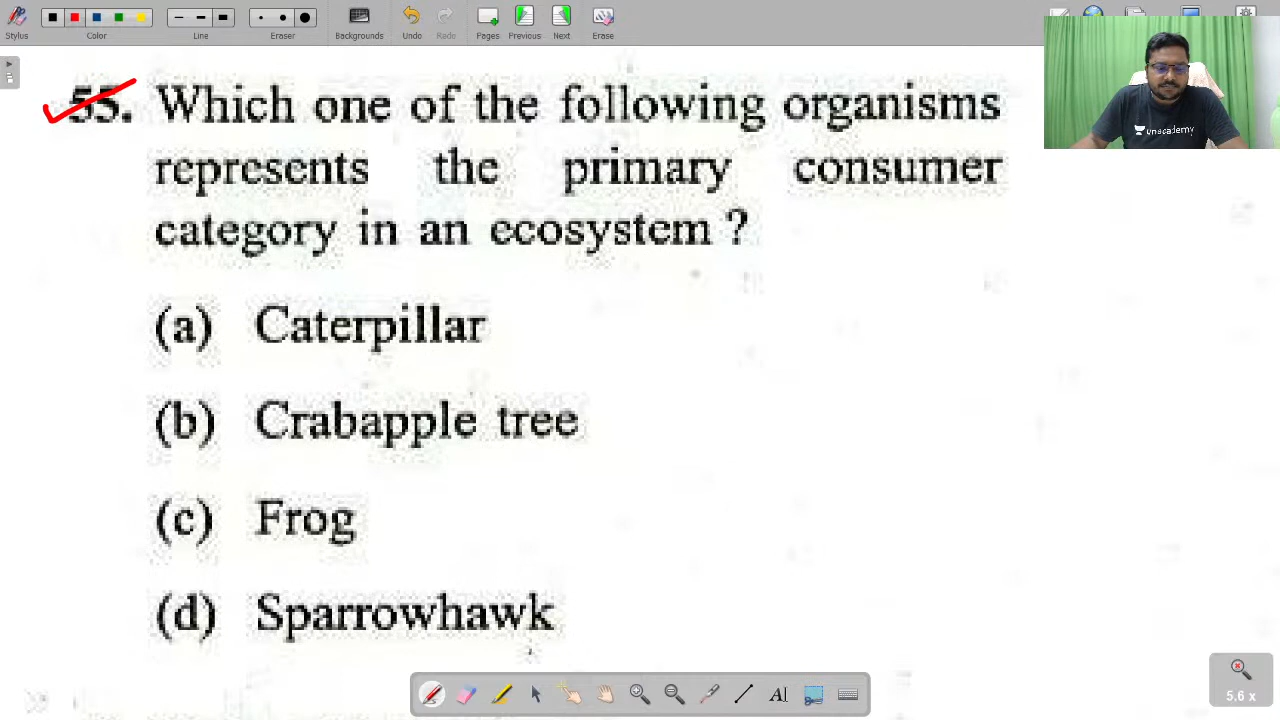 Stylus
Color
Line
Eraser
Backgrounds
Undo
Redo
Pages
Previous
Next
Erase
unacademy
55. Which one of the following organisms
represents the primary consumer
category in an ecosystem ?
(a) Caterpillar
(b) Crabapple tree
(c) Frog
(d) Sparrowhawk
AI
5.6 x